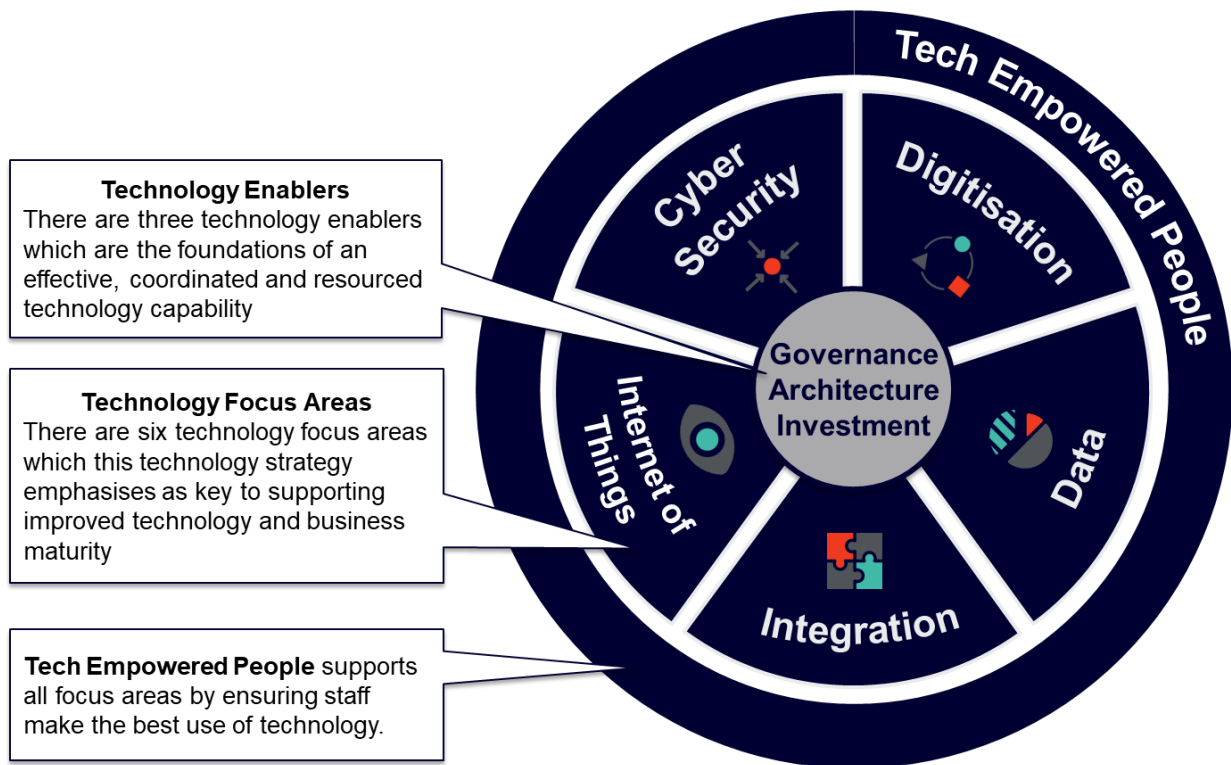 Technology Enablers
There are three technology enablers
which are the foundations of an
effective, coordinated and resourced
technology capability
Technology Focus Areas
There are six technology focus areas
which this technology strategy
emphasises as key to supporting
improved technology and business
maturity
Tech Empowered People supports
all focus areas by ensuring staff
make the best use of technology.
Tech Empowered People
Cyber
Security
Digitisation
Governance
Architecture
Investment
Internet of
Things
Data
Integration